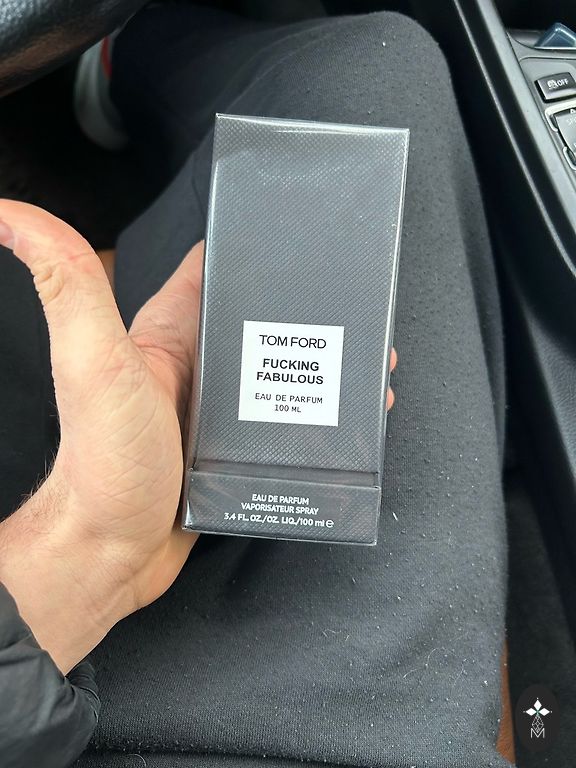 OFF
TOM FORD
FUCKING
FABULOUS
EAU DE PARFUM
100 ML
EAU DE PARFUM
VAPORISATEUR SPRAY
3.4 FL. OZ./OZ. LIQ./100 ml ℮